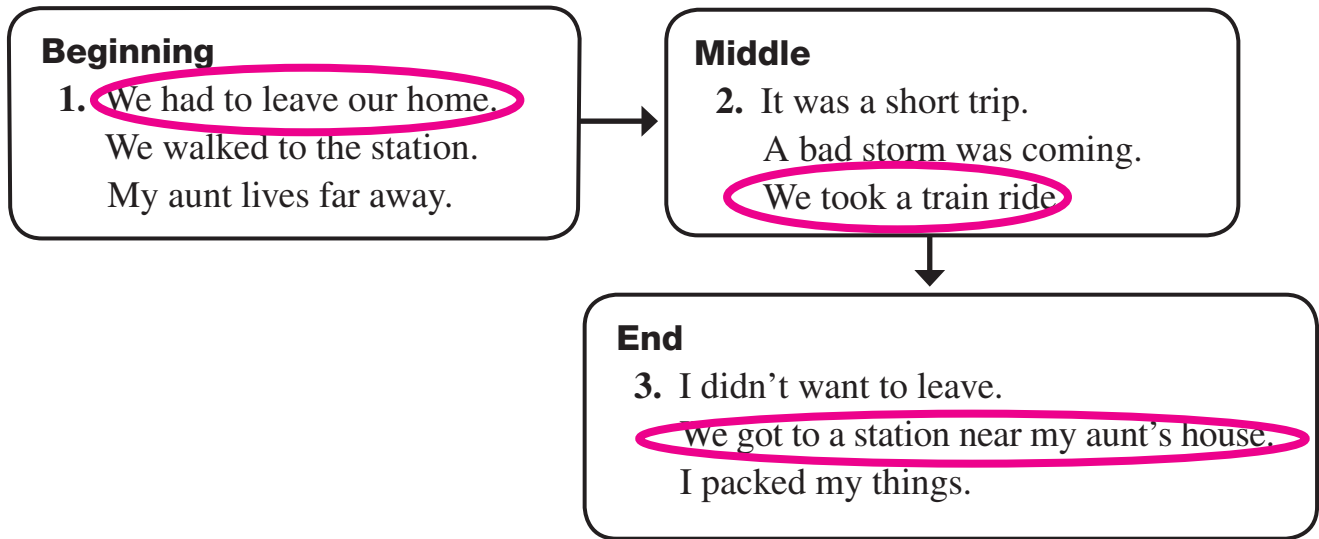 Beginning
1. We had to leave our home.
We walked to the station.
My aunt lives far away.
Middle
2. It was a short trip.
A bad storm was coming.
We took a train ride
End
3. I didn’t want to leave.
We got to a station near my aunt’s house.
I packed my things.